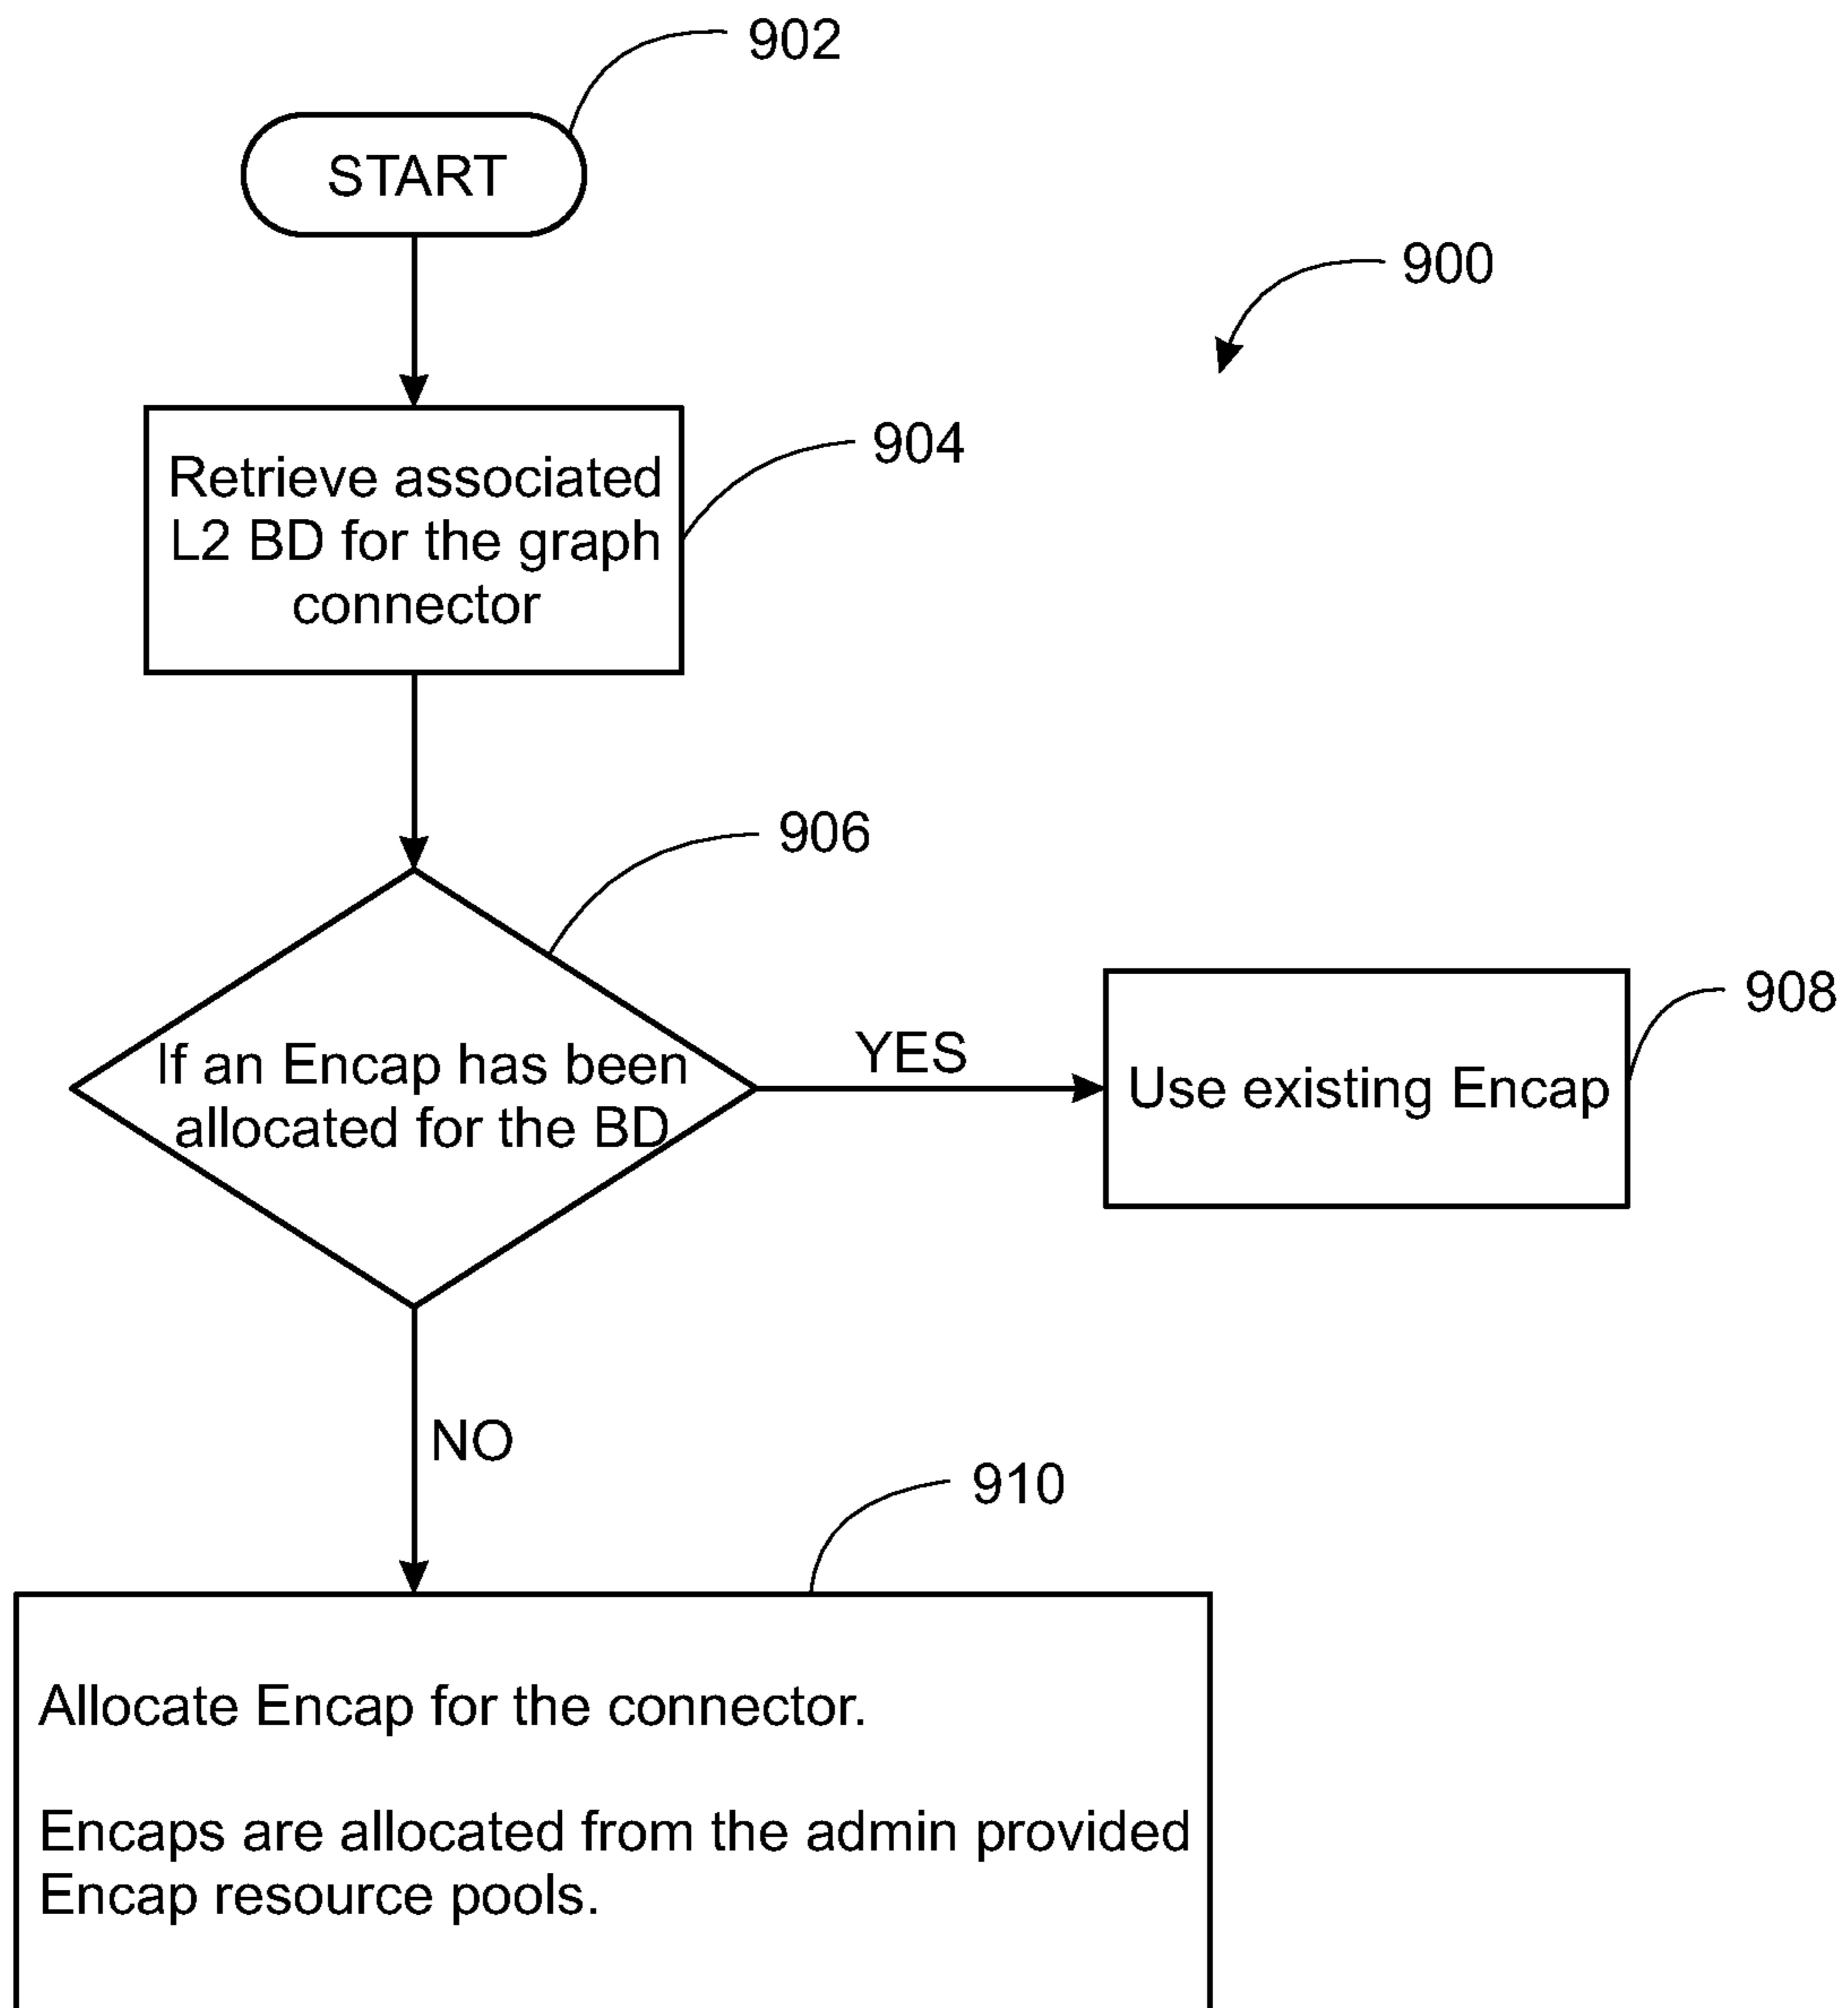 902
START
900
904
Retrieve associated
L2 BD for the graph
connector
906
If an Encap has been
allocated for the BD
YES
908
Use existing Encap
NO
910
Allocate Encap for the connector.
Encaps are allocated from the admin provided
Encap resource pools.